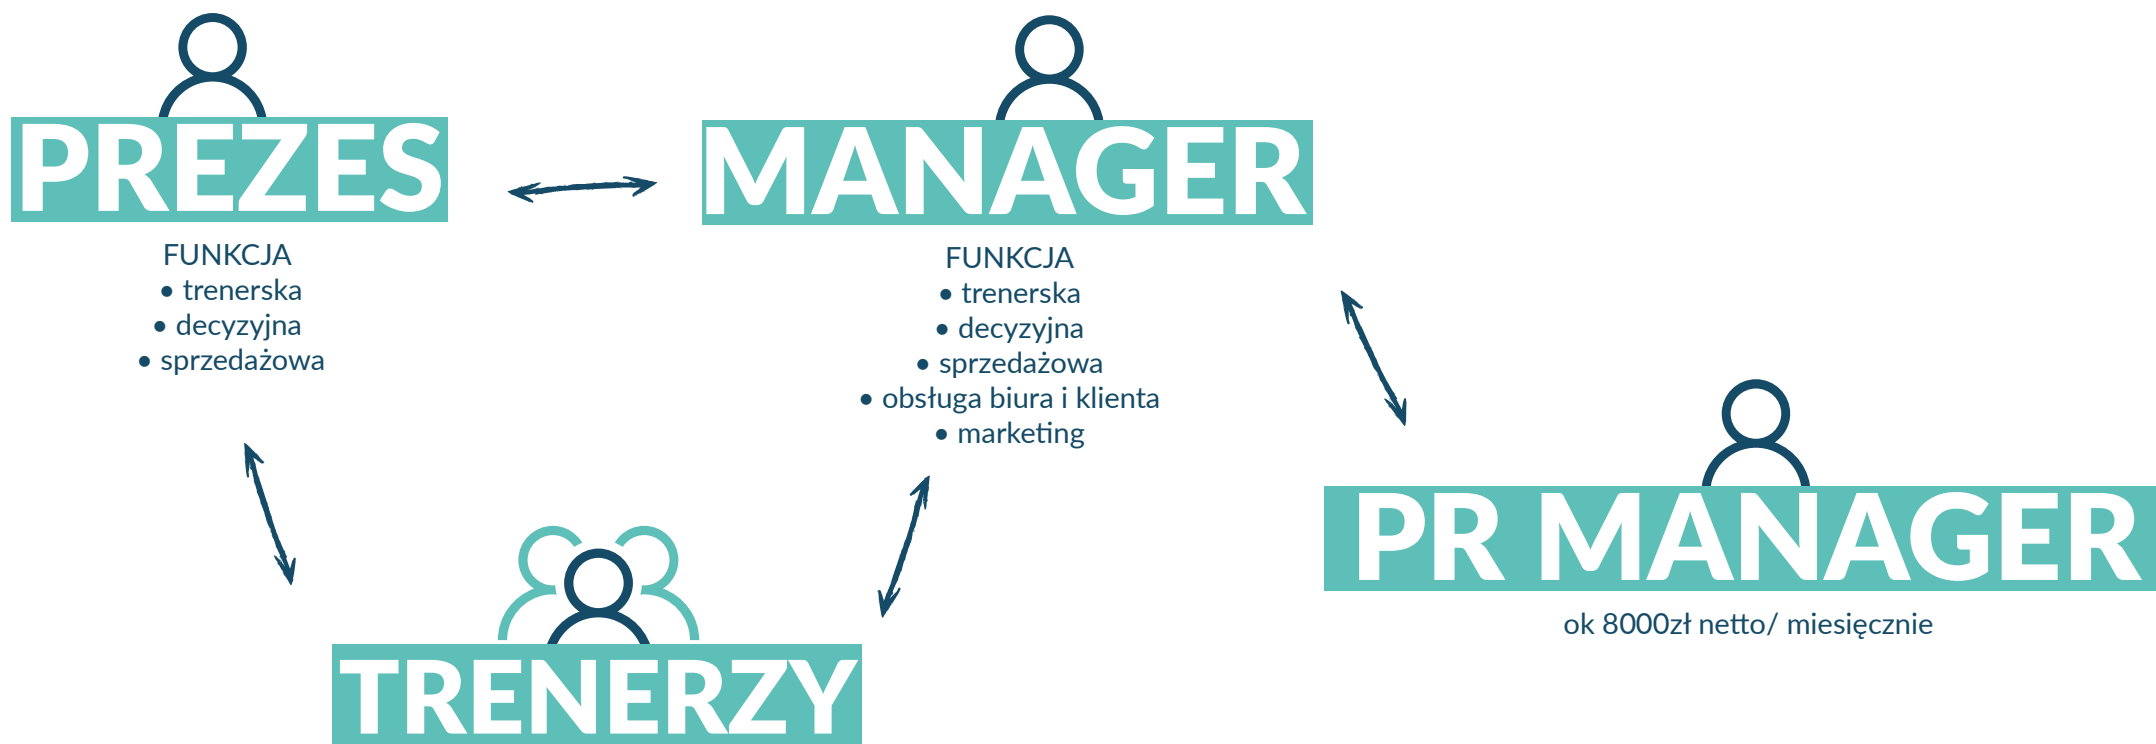 PREZES
FUNKCJA
• trenerska
• decyzyjna
• sprzedażowa
MANAGER
FUNKCJA
• trenerska
• decyzyjna
• sprzedażowa
• obsługa biura i klienta
• marketing
PR MANAGER
ok 8000zł netto/ miesięcznie
TRENERZY